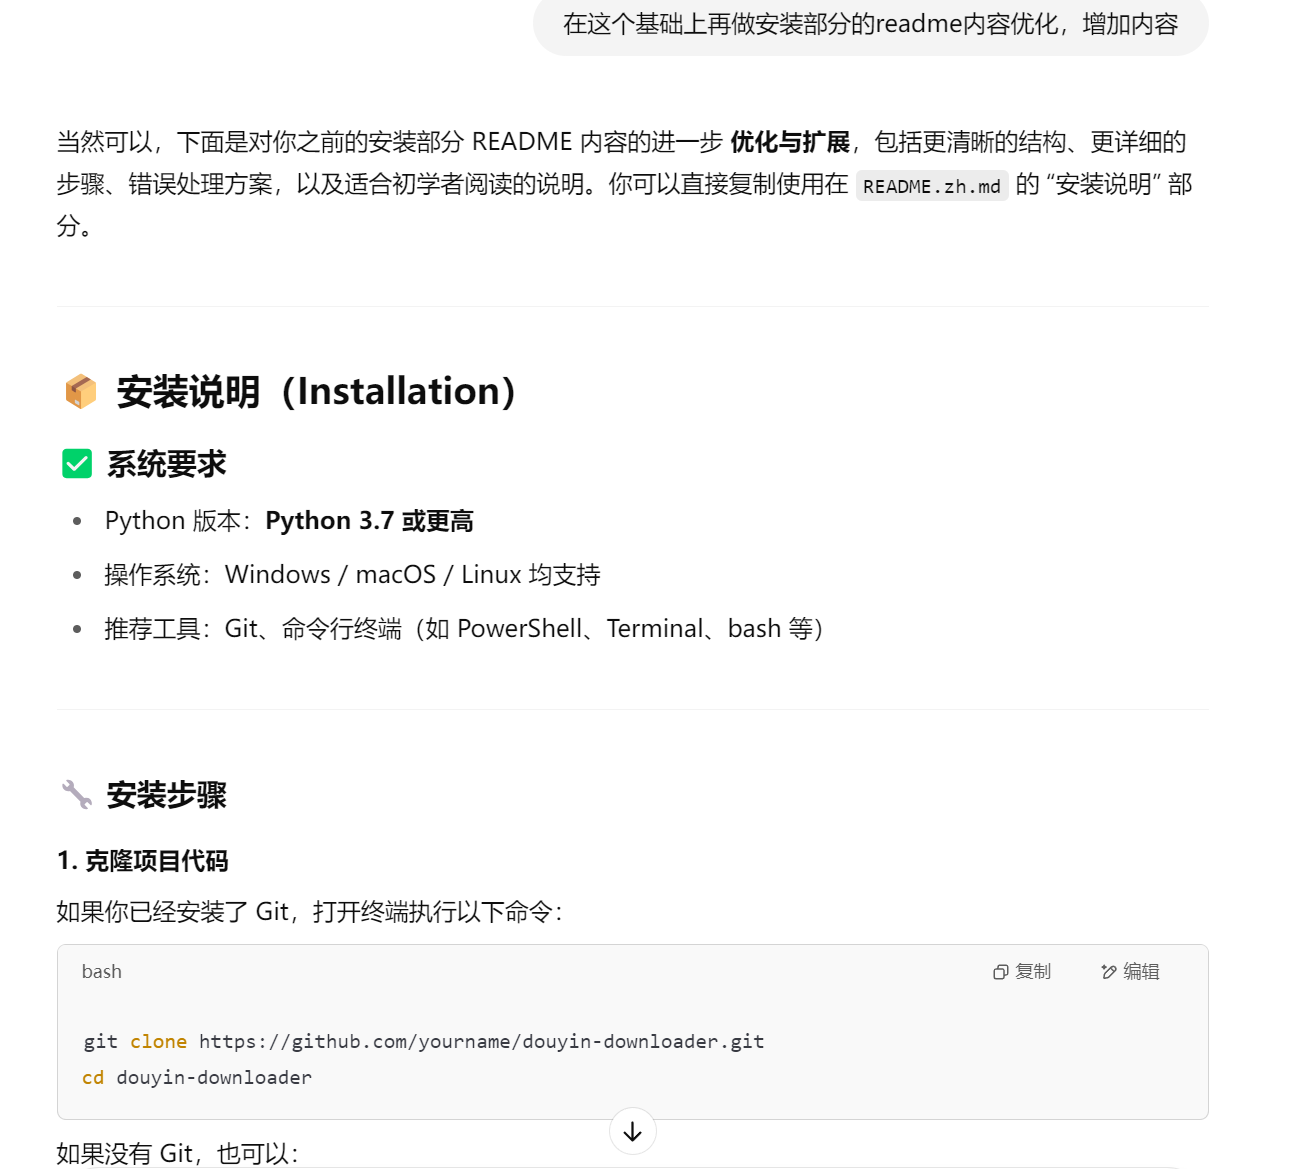 在这个基础上再做安装部分的readme内容优化，增加内容
当然可以，下面是对你之前的安装部分 README 内容的进一步 优化与扩展，包括更清晰的结构、更详细的
步骤、错误处理方案，以及适合初学者阅读的说明。你可以直接复制使用在 README.zh.md 的 “安装说明” 部
分。
安装说明（Installation）
系统要求
Python 版本：Python 3.7 或更高
操作系统：Windows / macOS / Linux 均支持
推荐工具：Git、命令行终端（如 PowerShell、Terminal、bash 等）
安装步骤
1. 克隆项目代码
如果你已经安装了 Git，打开终端执行以下命令：
bash 复制 编辑
git clone https://github.com/yourname/douyin-downloader.git
cd douyin-downloader
如果没有 Git，也可以：